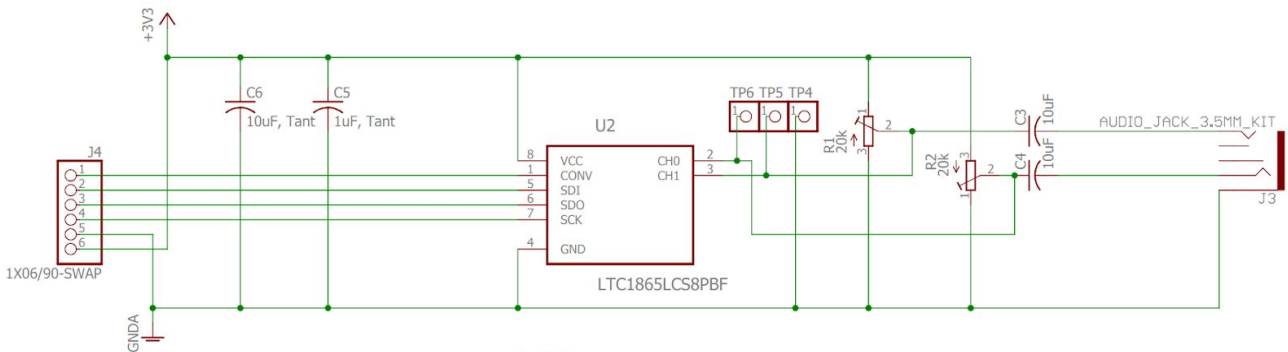 +3V3
C6
10uF, Tant
C5
1uF, Tant
TP6 TP5 TP4
1 1 1
U2
8 VCC
1 CONV
5 SDI
6 SDO
7 SCK
4 GND
CH0 2
CH1 3
LTC1865LCS8PBF
J4
1
2
3
4
5
6
1X06/90-SWAP
GNDA
R1
20k
1
2
3
R2
20k
3
2
1
C3
10uF
C4
10uF
AUDIO_JACK_3.5MM_KIT
J3